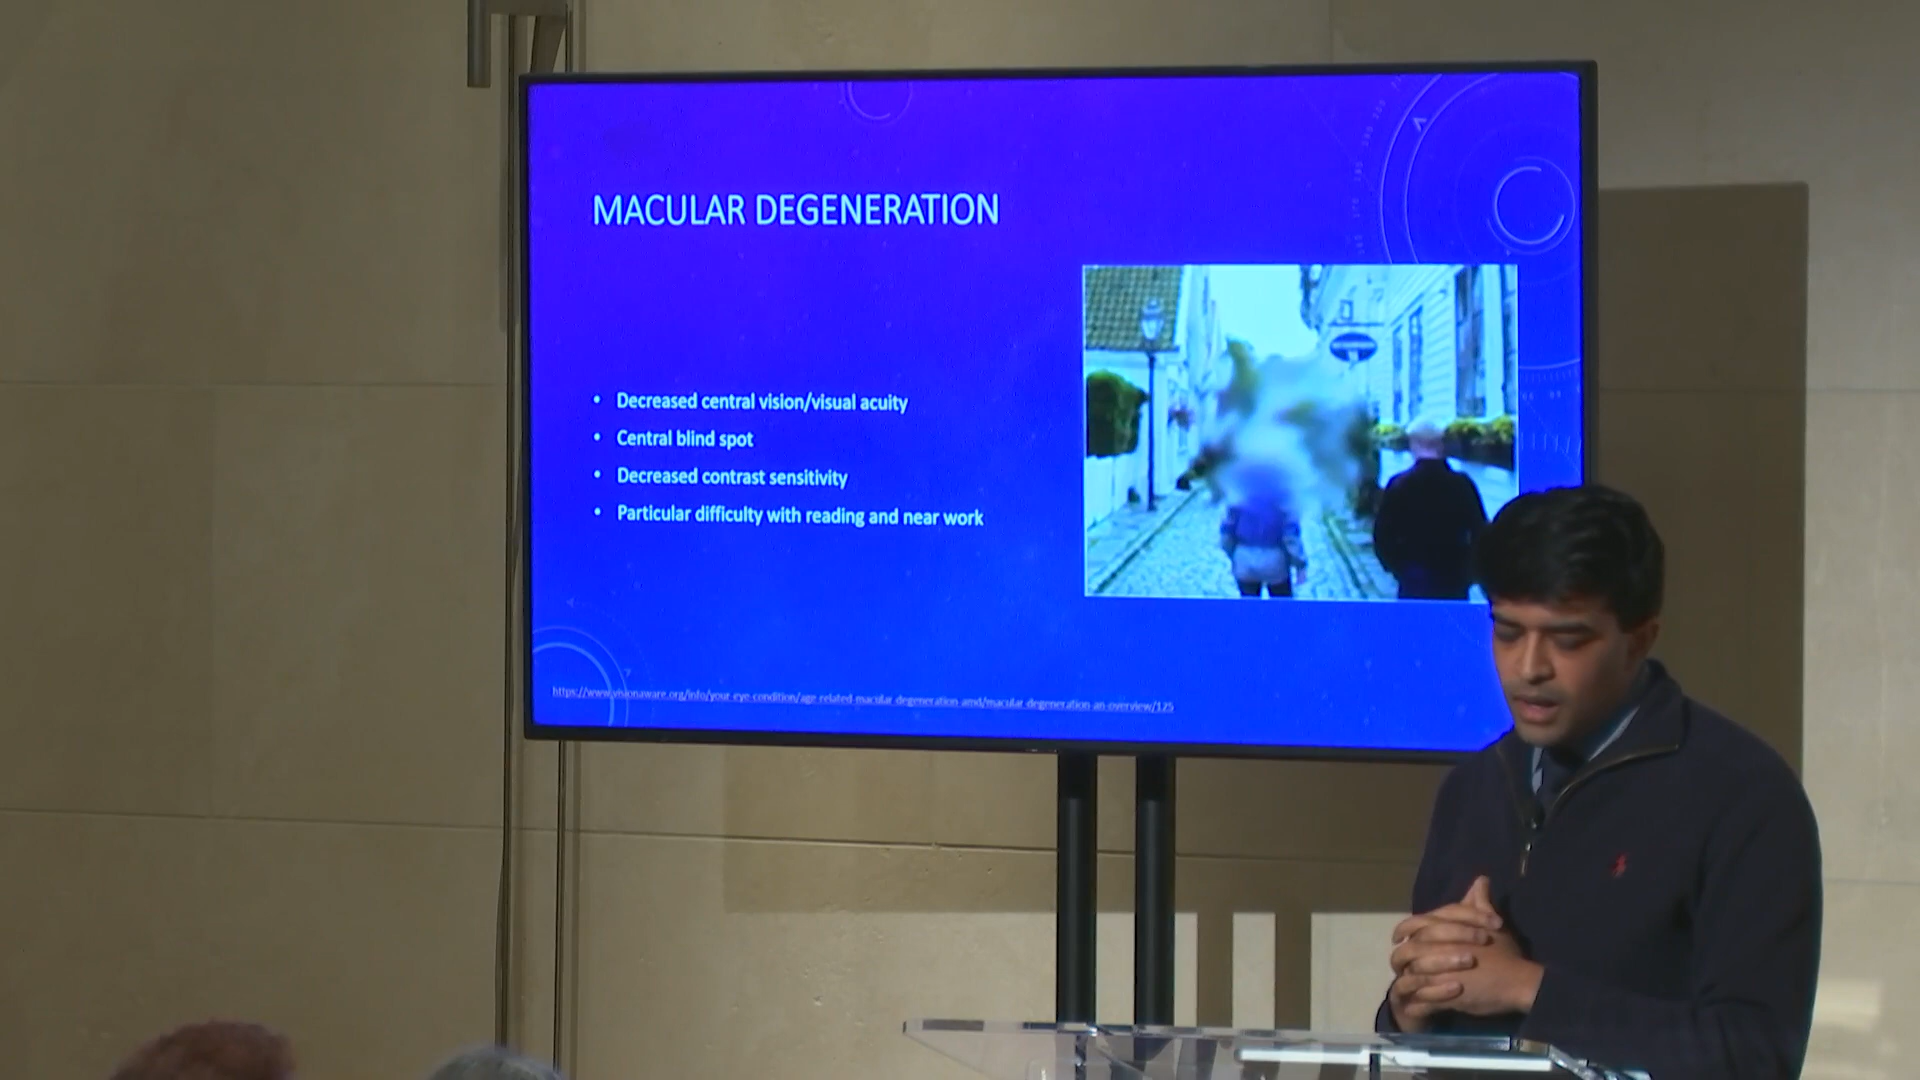 MACULAR DEGENERATION
• Decreased central vision/visual acuity
• Central blind spot
• Decreased contrast sensitivity
• Particular difficulty with reading and near work
https://www.visionaware.org/info/your-eye-condition/age-related-macular-degeneration-amd/macular-degeneration-an-overview/125